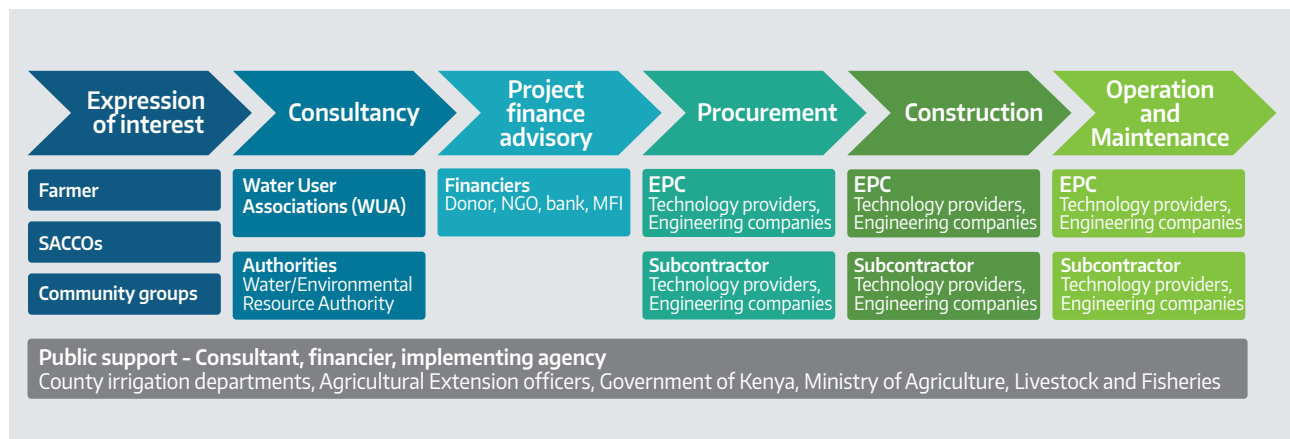 Expression
of interest
Consultancy
Project
finance
advisory
Procurement
Construction
Operation
and
Maintenance
Farmer
SACCOs
Community groups
Water User
Associations (WUA)
Authorities
Water/Environmental
Resource Authority
Financiers
Donor, NGO, bank, MFI
EPC
Technology providers,
Engineering companies
Subcontractor
Technology providers,
Engineering companies
EPC
Technology providers,
Engineering companies
Subcontractor
Technology providers,
Engineering companies
EPC
Technology providers,
Engineering companies
Subcontractor
Technology providers,
Engineering companies
Public support - Consultant, financier, implementing agency
County irrigation departments, Agricultural Extension officers, Government of Kenya, Ministry of Agriculture, Livestock and Fisheries